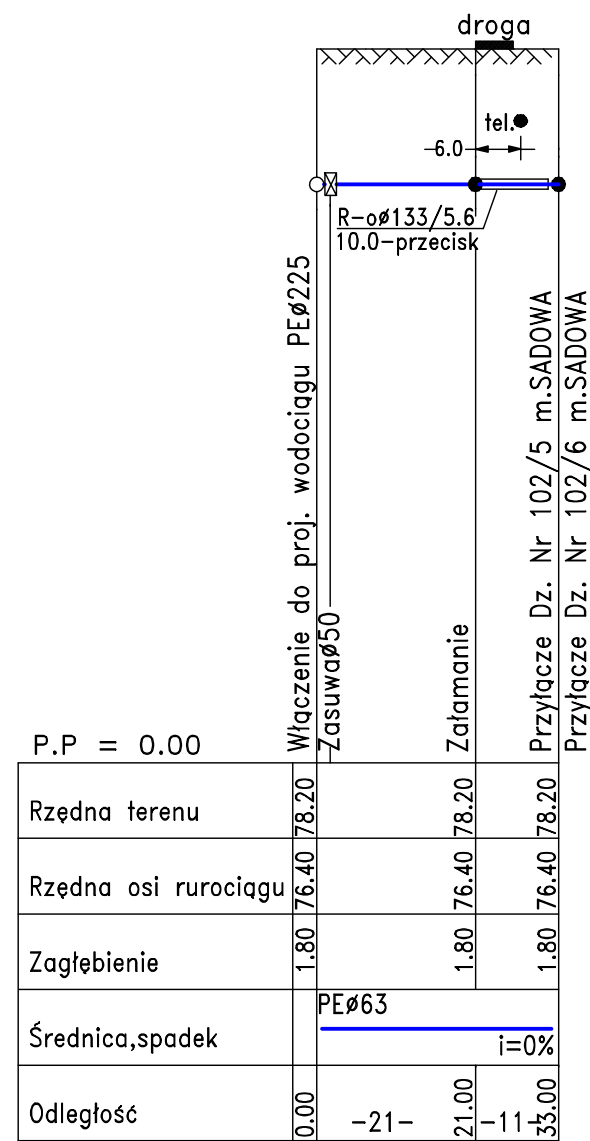 droga
tel.
-6.0
R-oø133/5.6
10.0-przecisk
Włączenie do proj. wodociągu PEø225
Zasuwaø50
Załamanie
Przyłącze Dz. Nr 102/5 m.SADOWA
Przyłącze Dz. Nr 102/6 m.SADOWA
P.P = 0.00
Rzędna terenu 78.20 78.20 78.20
Rzędna osi rurociągu 76.40 76.40 76.40
Zagłębienie 1.80 1.80 1.80
Średnica,spadek PEø63 i=0%
Odległość 0.00 -21- 21.00 -11- 33.00